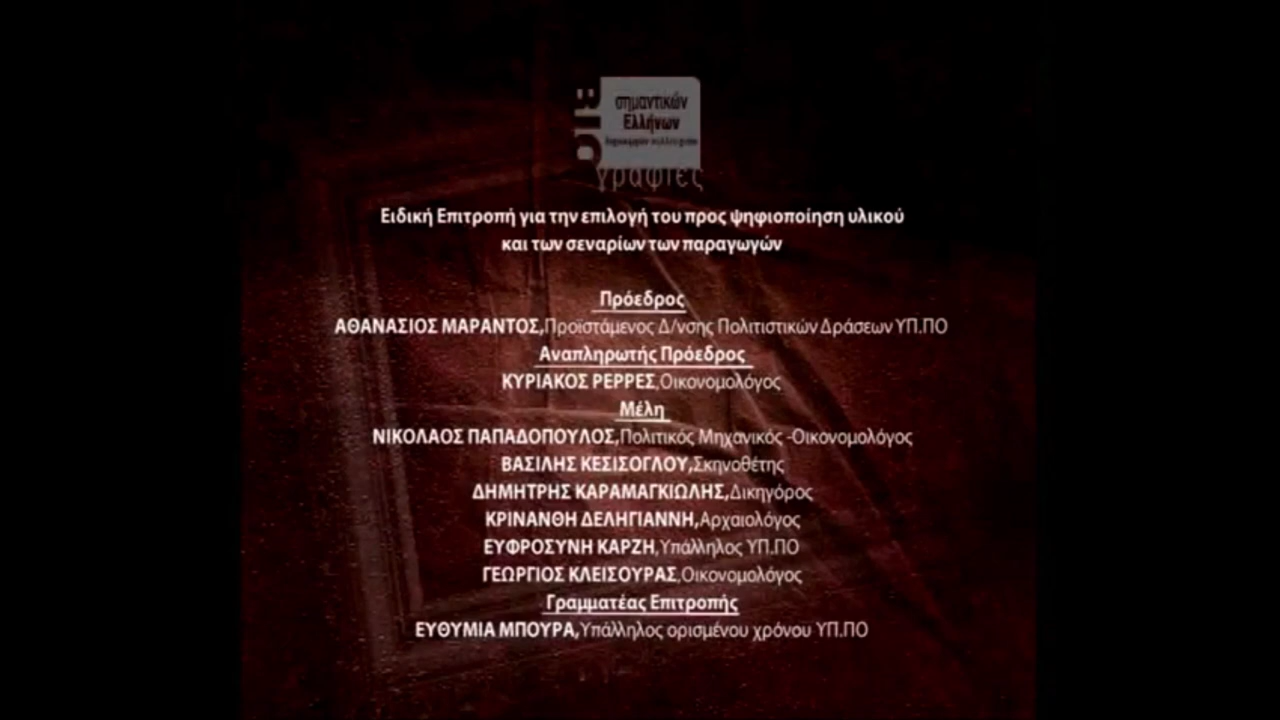 ΒΙΟ
σημαντικών
Ελλήνων
γραφίες
Ειδική Επιτροπή για την επιλογή του προς ψηφιοποίηση υλικού
και των σεναρίων των παραγωγών
Πρόεδρος
ΑΘΑΝΑΣΙΟΣ ΜΑΡΑΝΤΟΣ,Προϊστάμενος Δ/νσης Πολιτιστικών Δράσεων ΥΠ.ΠΟ
Αναπληρωτής Πρόεδρος
ΚΥΡΙΑΚΟΣ ΡΕΡΡΕΣ,Οικονομολόγος
Μέλη
ΝΙΚΟΛΑΟΣ ΠΑΠΑΔΟΠΟΥΛΟΣ,Πολιτικός Μηχανικός -Οικονομολόγος
ΒΑΣΙΛΗΣ ΚΕΣΙΣΟΓΛΟΥ,Σκηνοθέτης
ΔΗΜΗΤΡΗΣ ΚΑΡΑΜΑΓΚΙΩΛΗΣ,Δικηγόρος
ΚΡΙΝΑΝΘΗ ΔΕΛΗΓΙΑΝΝΗ,Αρχαιολόγος
ΕΥΦΡΟΣΥΝΗ ΚΑΡΖΗ,Υπάλληλος ΥΠ.ΠΟ
ΓΕΩΡΓΙΟΣ ΚΛΕΙΣΟΥΡΑΣ,Οικονομολόγος
Γραμματέας Επιτροπής
ΕΥΘΥΜΙΑ ΜΠΟΥΡΑ,Υπάλληλος ορισμένου χρόνου ΥΠ.ΠΟ